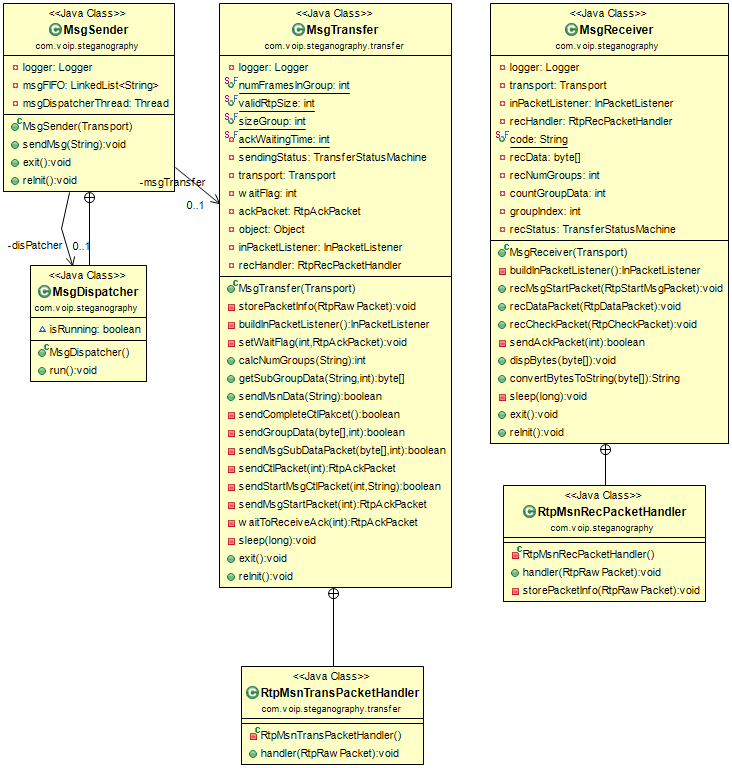 <<Java Class>>
MsgSender
com.voip.steganography
logger: Logger
msgFIFO: LinkedList<String>
msgDispatcherThread: Thread
MsgSender(Transport)
sendMsg(String):void
exit():void
reInit():void
-msgTransfer
0..1
-disPatcher
0..1
<<Java Class>>
MsgDispatcher
com.voip.steganography
isRunning: boolean
MsgDispatcher()
run():void
<<Java Class>>
MsgTransfer
com.voip.steganography.transfer
logger: Logger
numFramesInGroup: int
validRtpSize: int
sizeGroup: int
ackWaitingTime: int
sendingStatus: TransferStatusMachine
transport: Transport
waitFlag: int
ackPacket: RtpAckPacket
object: Object
inPacketListener: InPacketListener
recHandler: RtpRecPacketHandler
MsgTransfer(Transport)
storePacketInfo(RtpRawPacket):void
buildInPacketListener():InPacketListener
setWaitFlag(int,RtpAckPacket):void
calcNumGroups(String):int
getSubGroupData(String,int):byte[]
sendMsnData(String):boolean
sendCompleteCtlPakcet():boolean
sendGroupData(byte[],int):boolean
sendMsgSubDataPacket(byte[],int):boolean
sendCtlPacket(int):RtpAckPacket
sendStartMsgCtlPacket(int,String):boolean
sendMsgStartPacket(int):RtpAckPacket
waitToReceiveAck(int):RtpAckPacket
sleep(long):void
exit():void
reInit():void
<<Java Class>>
RtpMsnTransPacketHandler
com.voip.steganography.transfer
RtpMsnTransPacketHandler()
handler(RtpRawPacket):void
<<Java Class>>
MsgReceiver
com.voip.steganography
logger: Logger
transport: Transport
inPacketListener: InPacketListener
recHandler: RtpRecPacketHandler
code: String
recData: byte[]
recNumGroups: int
countGroupData: int
groupIndex: int
recStatus: TransferStatusMachine
MsgReceiver(Transport)
buildInPacketListener():InPacketListener
recMsgStartPacket(RtpStartMsgPacket):void
recDataPacket(RtpDataPacket):void
recCheckPacket(RtpCheckPacket):void
sendAckPacket(int):boolean
dispBytes(byte[]):void
convertBytesToString(byte[]):String
sleep(long):void
exit():void
reInit():void
<<Java Class>>
RtpMsnRecPacketHandler
com.voip.steganography
RtpMsnRecPacketHandler()
handler(RtpRawPacket):void
storePacketInfo(RtpRawPacket):void